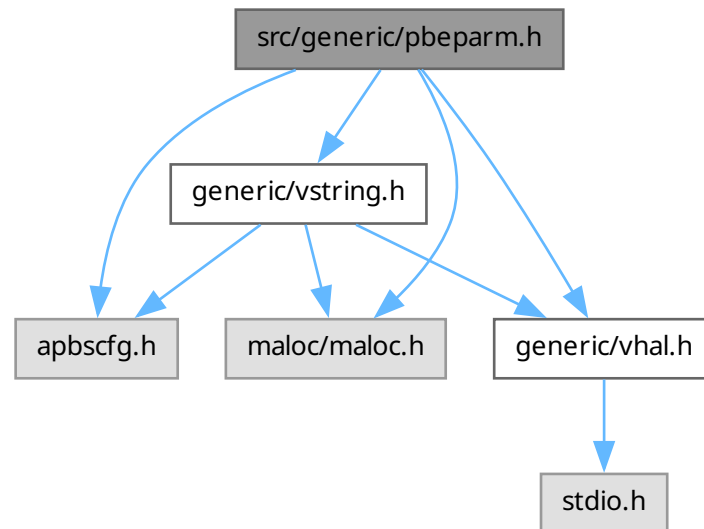 src/generic/pbeparm.h
generic/vstring.h
apbscfg.h
maloc/maloc.h
generic/vhal.h
stdio.h